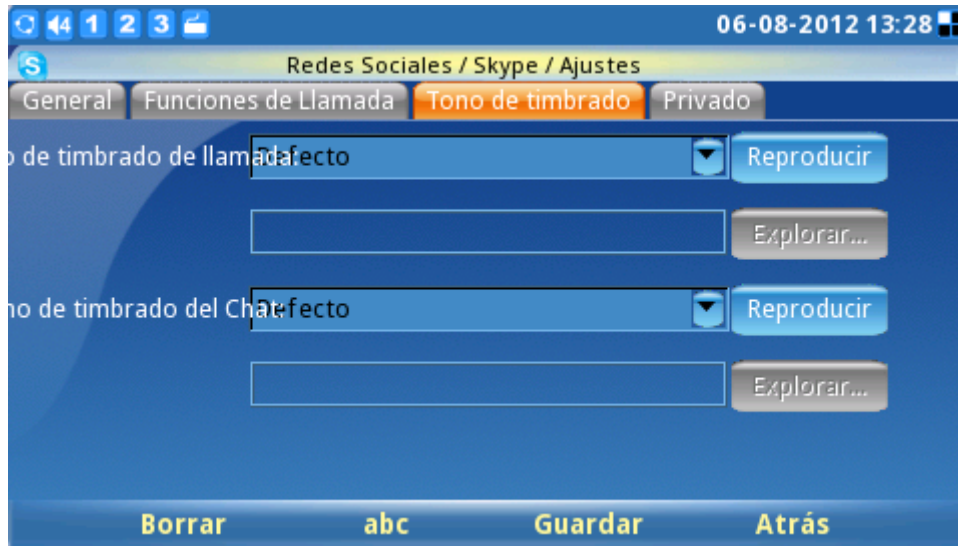 4 1 2 3 06-08-2012 13:28
S Redes Sociales / Skype / Ajustes
General Funciones de Llamada Tono de timbrado Privado
o de timbrado de llamada: Defecto Reproducir
Explorar...
no de timbrado del Chat: Defecto Reproducir
Explorar...
Borrar abc Guardar Atrás